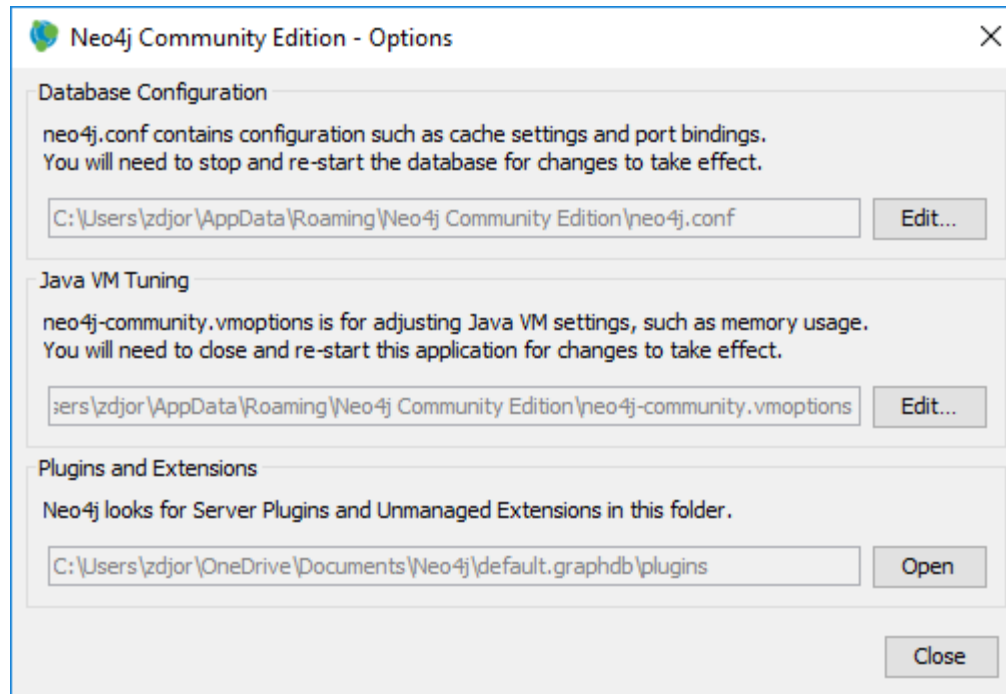 Neo4j Community Edition - Options
Database Configuration
neo4j.conf contains configuration such as cache settings and port bindings.
You will need to stop and re-start the database for changes to take effect.
C:\Users\zdjor\AppData\Roaming\Neo4j Community Edition\neo4j.conf
Edit...
Java VM Tuning
neo4j-community.vmoptions is for adjusting Java VM settings, such as memory usage.
You will need to close and re-start this application for changes to take effect.
sers\zdjor\AppData\Roaming\Neo4j Community Edition\neo4j-community.vmoptions
Edit...
Plugins and Extensions
Neo4j looks for Server Plugins and Unmanaged Extensions in this folder.
C:\Users\zdjor\OneDrive\Documents\Neo4j\default.graphdb\plugins
Open
Close